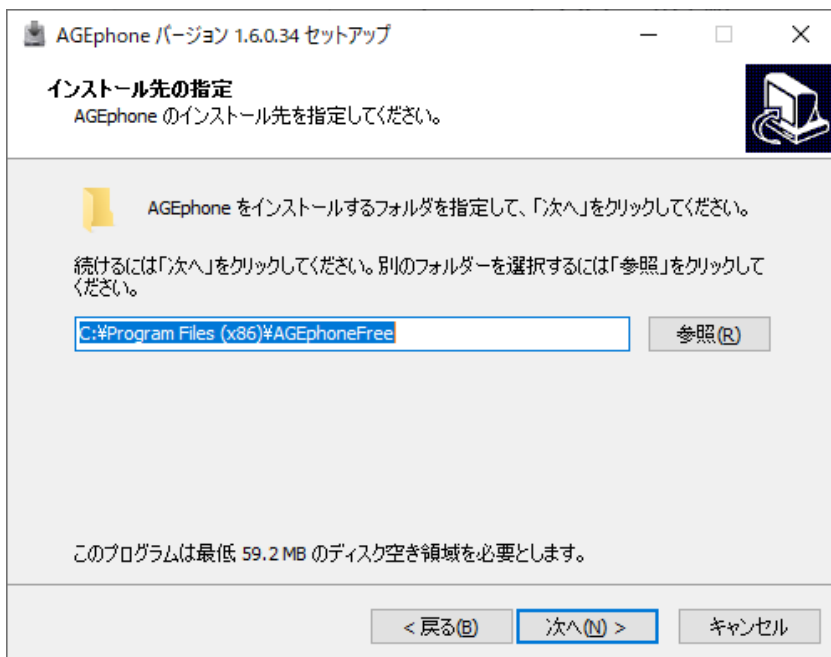 AGEphone バージョン 1.6.0.34 セットアップ
インストール先の指定
AGEphone のインストール先を指定してください。
AGEphone をインストールするフォルダを指定して、「次へ」をクリックしてください。
続けるには「次へ」をクリックしてください。別のフォルダーを選択するには「参照」をクリックして
ください。
C:¥Program Files (x86)¥AGEphoneFree
参照(R)
このプログラムは最低 59.2 MB のディスク空き領域を必要とします。
< 戻る(B)
次へ(N) >
キャンセル